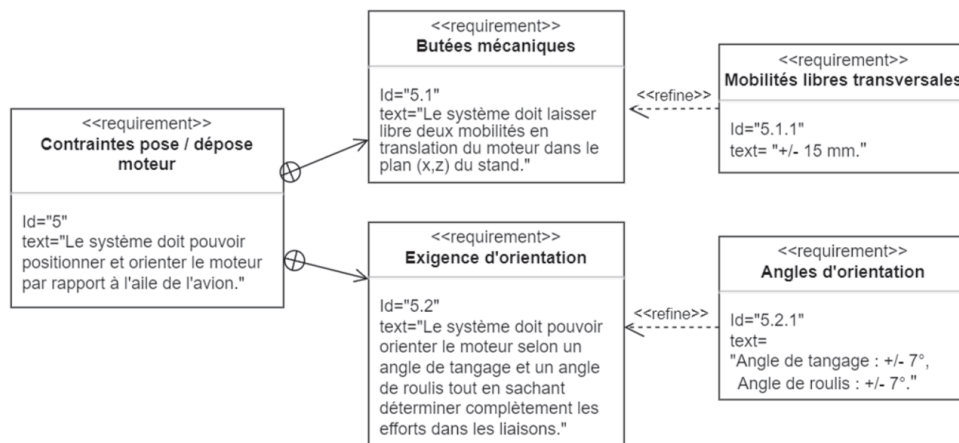 <<requirement>>
Contraintes pose / dépose
moteur
Id="5"
text="Le système doit pouvoir
positionner et orienter le moteur
par rapport à l'aile de l'avion."
<<requirement>>
Butées mécaniques
Id="5.1"
text="Le système doit laisser
libre deux mobilités en
translation du moteur dans le
plan (x,z) du stand."
<<refine>>
<<requirement>>
Mobilités libres transversales
Id="5.1.1"
text= "+/- 15 mm."
<<requirement>>
Exigence d'orientation
Id="5.2"
text="Le système doit pouvoir
orienter le moteur selon un
angle de tangage et un angle
de roulis tout en sachant
déterminer complètement les
efforts dans les liaisons."
<<refine>>
<<requirement>>
Angles d'orientation
Id="5.2.1"
text=
"Angle de tangage : +/- 7°,
Angle de roulis : +/- 7°."